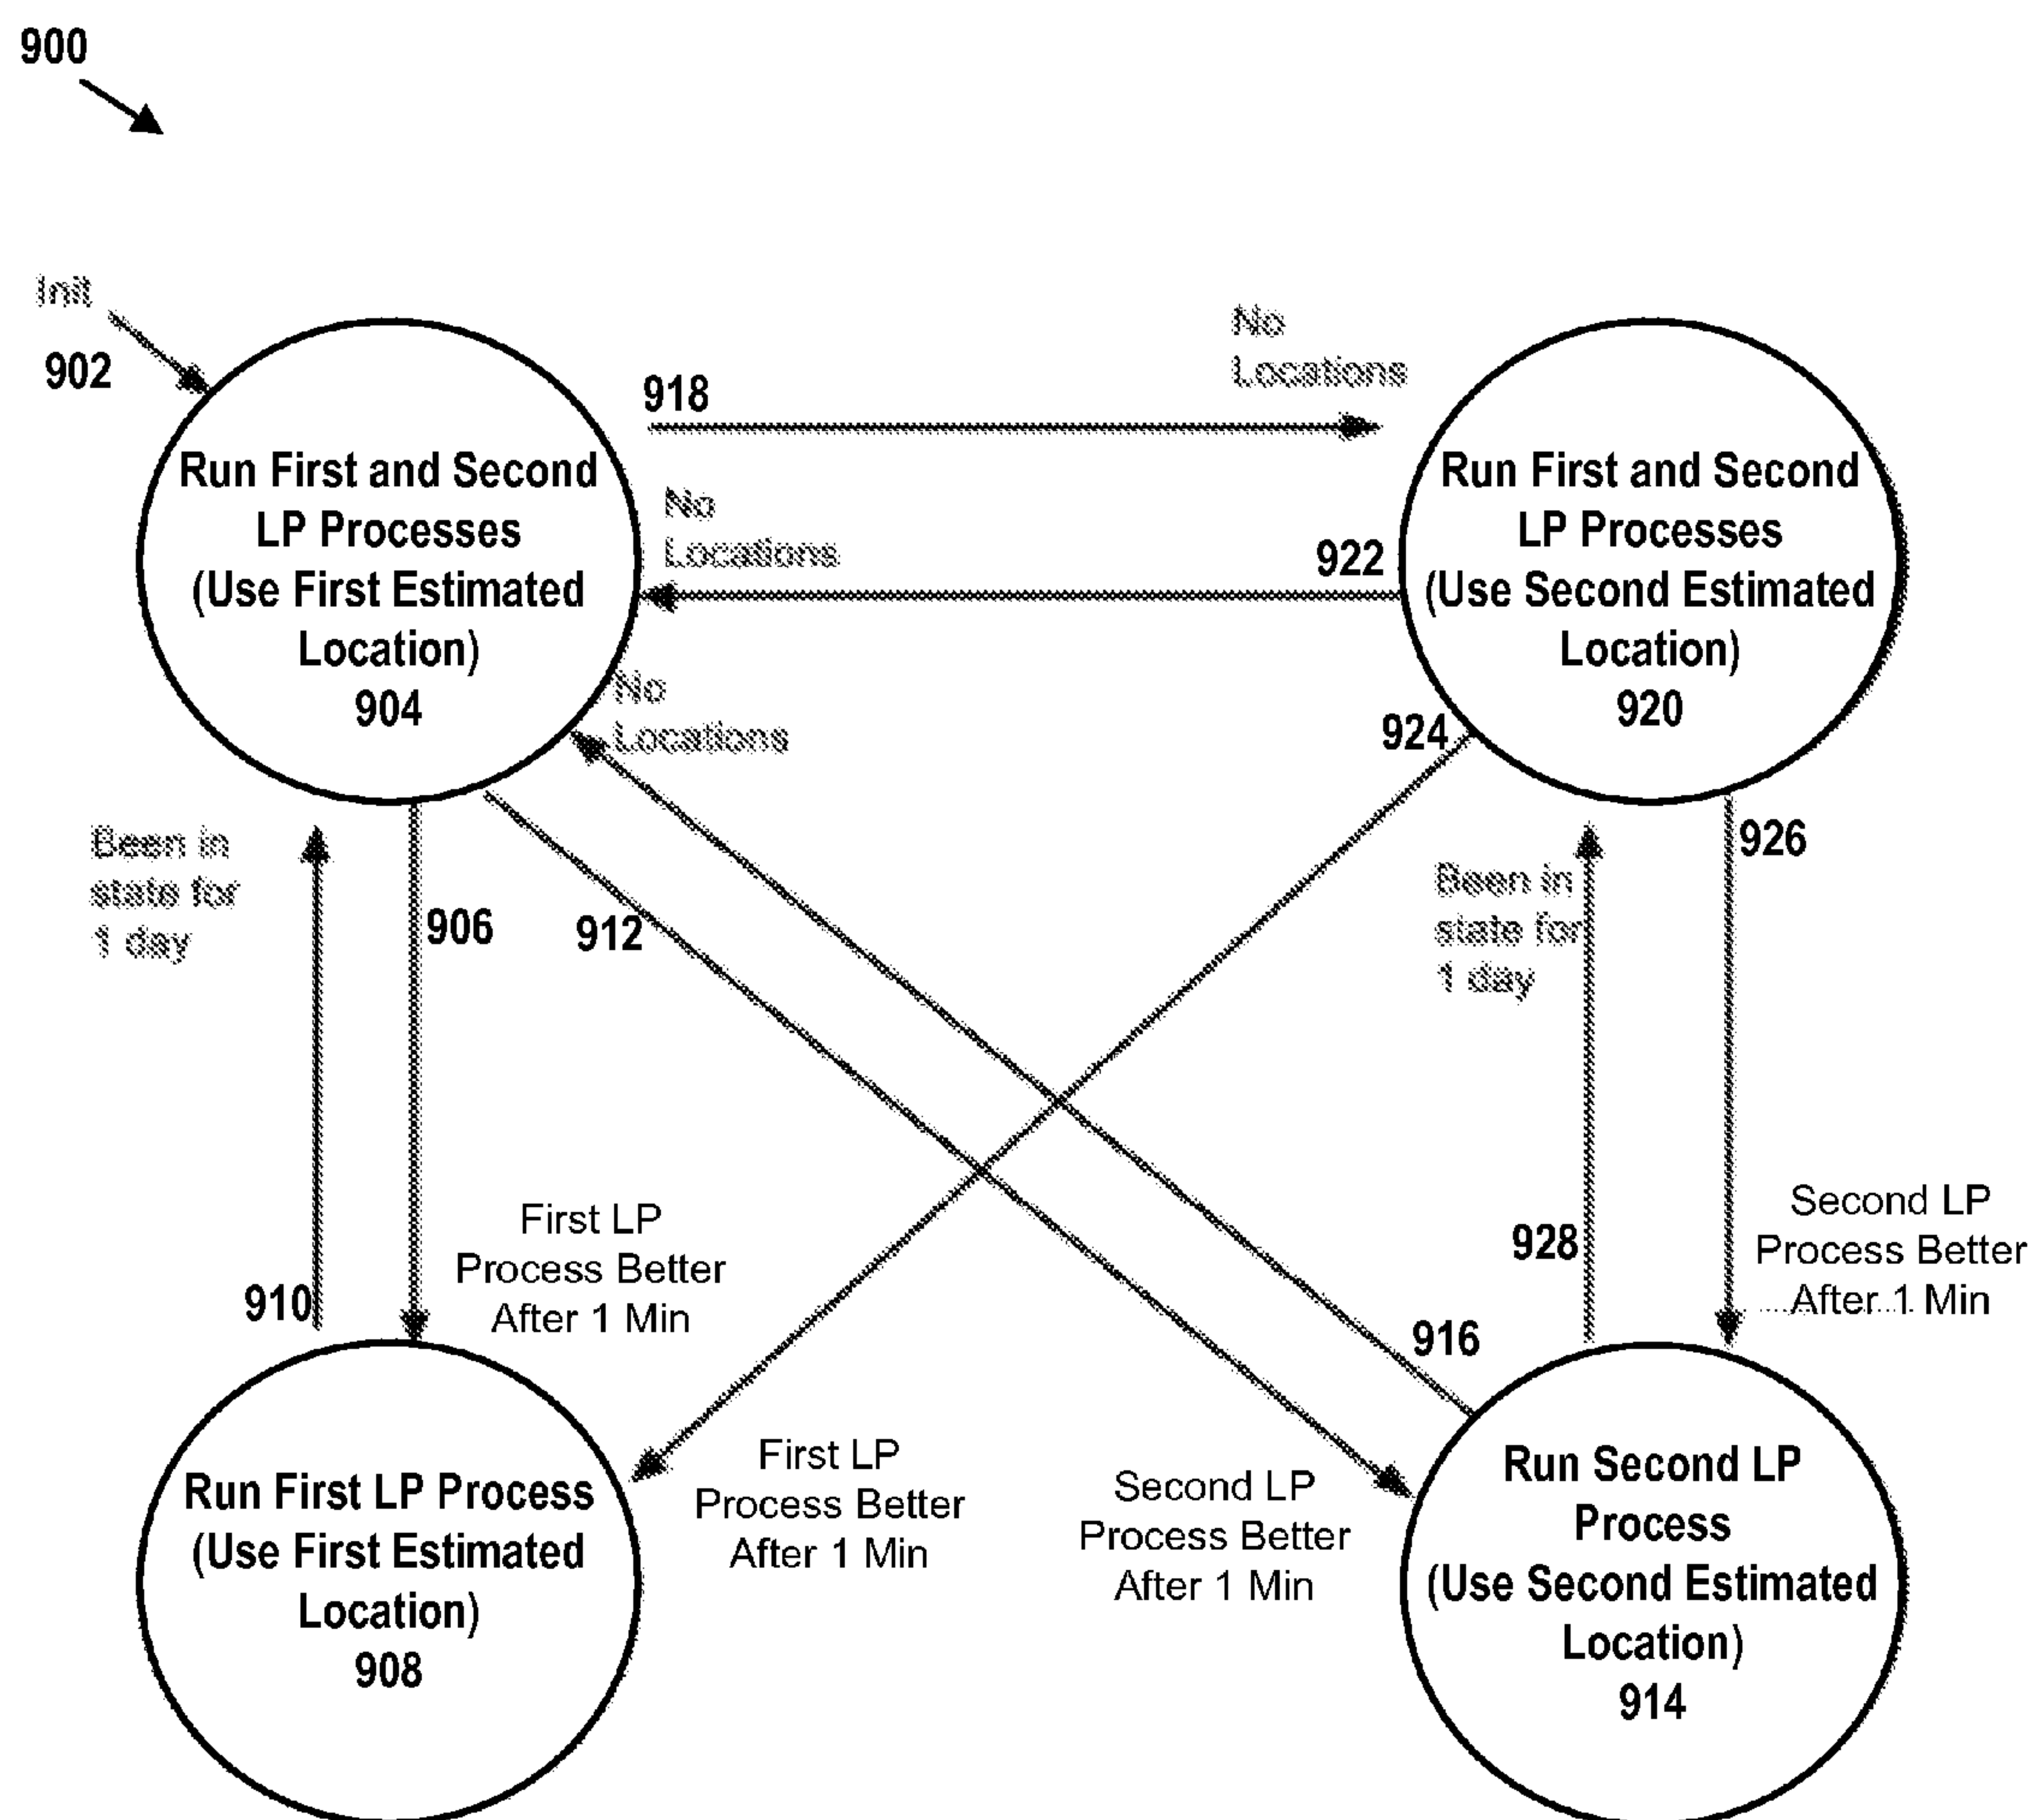 900
Init
902
918
No
Locations
Run First and Second
LP Processes
(Use First Estimated
Location)
904
No
Locations
922
Run First and Second
LP Processes
(Use Second Estimated
Location)
920
No
Locations
924
926
Been in
state for
1 day
906
912
Been in
state for
1 day
910
First LP
Process Better
After 1 Min
928
Second LP
Process Better
After 1 Min
916
Run First LP Process
(Use First Estimated
Location)
908
First LP
Process Better
After 1 Min
Second LP
Process Better
After 1 Min
Run Second LP
Process
(Use Second Estimated
Location)
914